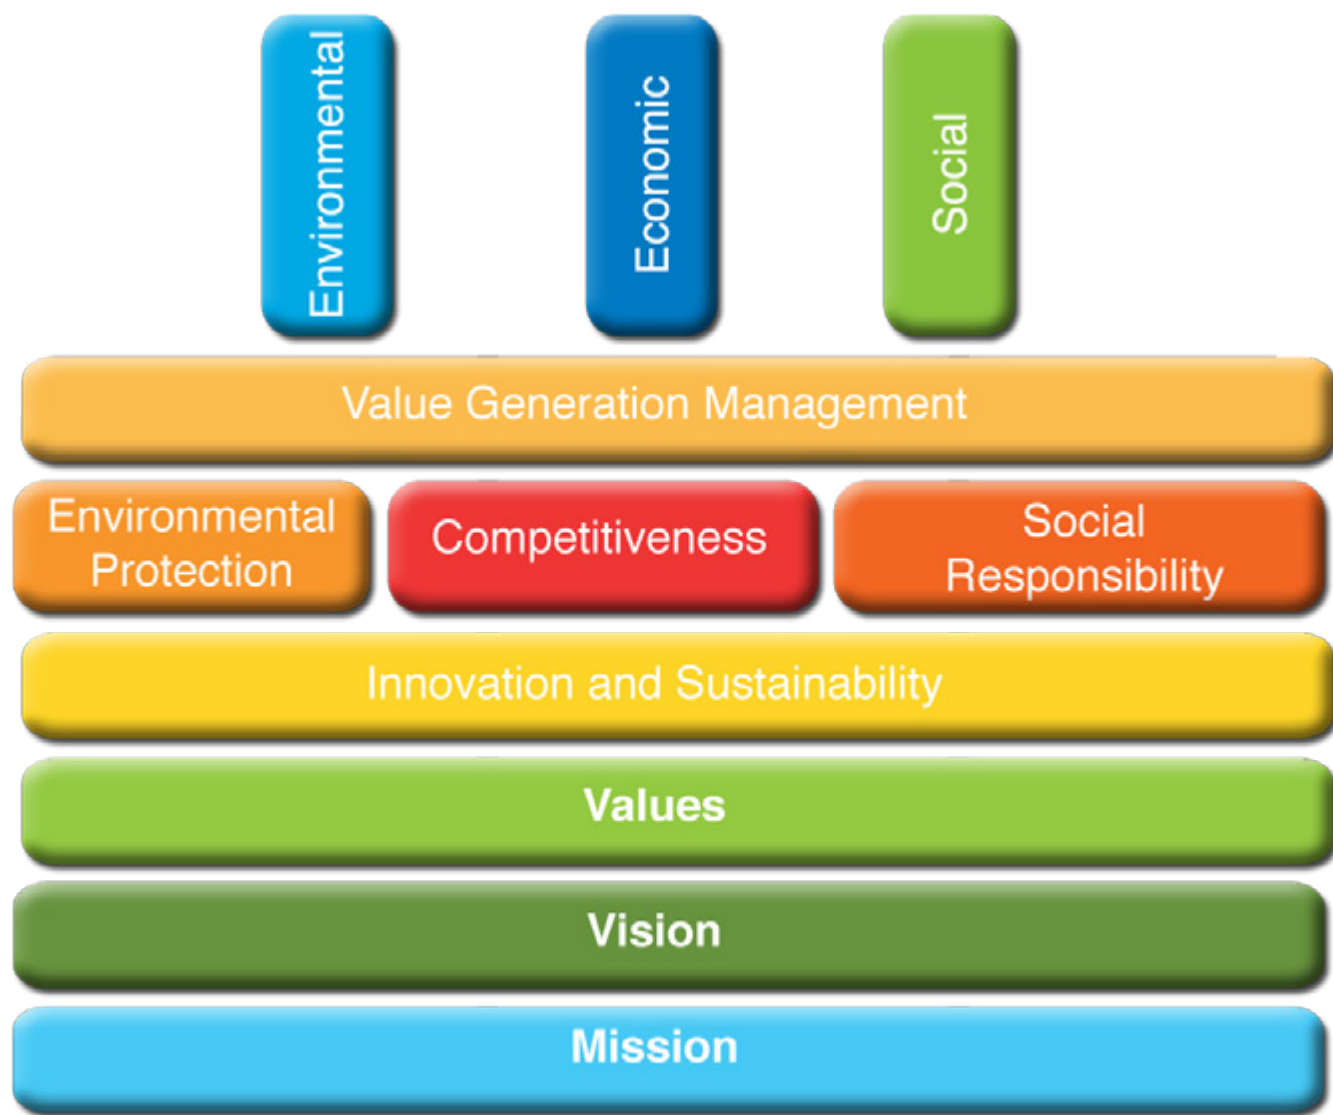 Environmental
Economic
Social
Value Generation Management
Environmental
Protection
Competitiveness
Social
Responsibility
Innovation and Sustainability
Values
Vision
Mission